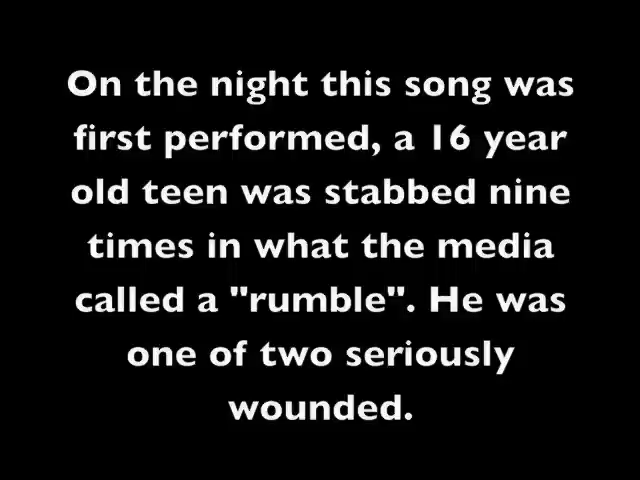 On the night this song was
first performed, a 16 year
old teen was stabbed nine
times in what the media
called a "rumble". He was
one of two seriously
wounded.